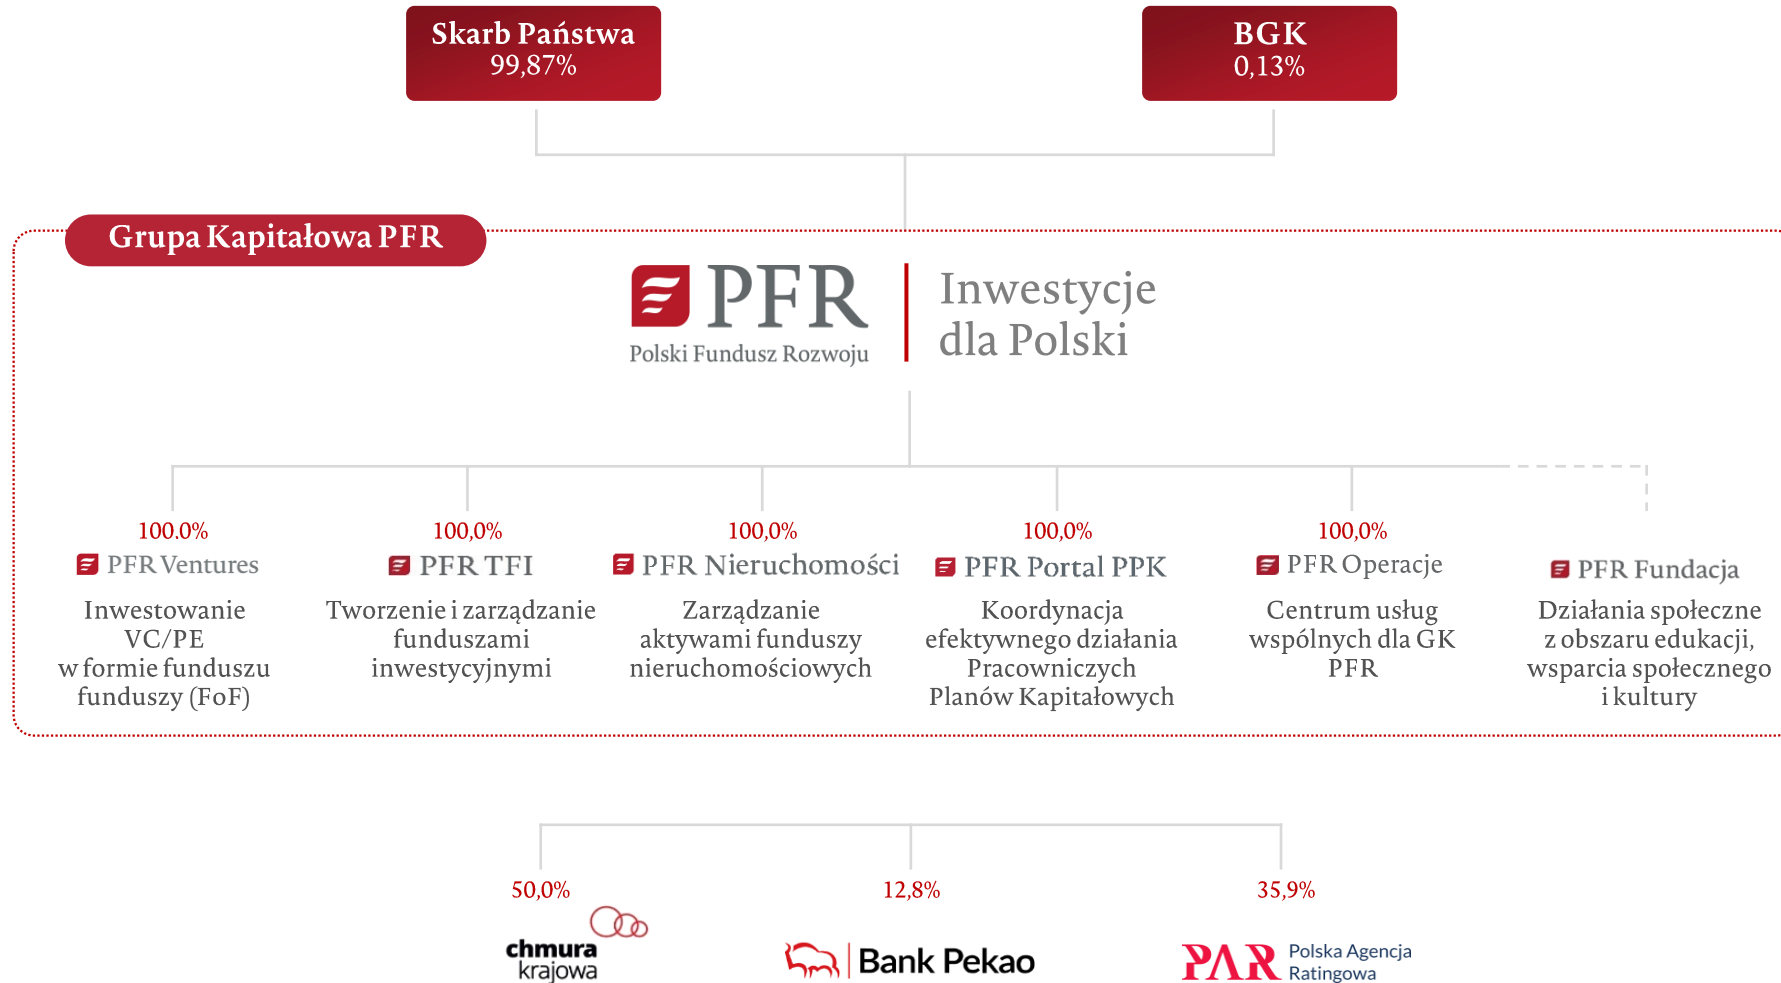 Skarb Państwa
99,87%
BGK
0,13%
Grupa Kapitałowa PFR
PFR
Polski Fundusz Rozwoju
Inwestycje
dla Polski
100.0%
PFR Ventures
Inwestowanie
VC/PE
w formie funduszu
funduszy (FoF)
100,0%
PFR TFI
Tworzenie i zarządzanie
funduszami
inwestycyjnymi
100,0%
PFR Nieruchomości
Zarządzanie
aktywami funduszy
nieruchomościowych
100,0%
PFR Portal PPK
Koordynacja
efektywnego działania
Pracowniczych
Planów Kapitałowych
100,0%
PFR Operacje
Centrum usług
wspólnych dla GK
PFR
PFR Fundacja
Działania społeczne
z obszaru edukacji,
wsparcia społecznego
i kultury
50,0%
chmura
krajowa
12,8%
Bank Pekao
35,9%
PAR
Polska Agencja
Ratingowa